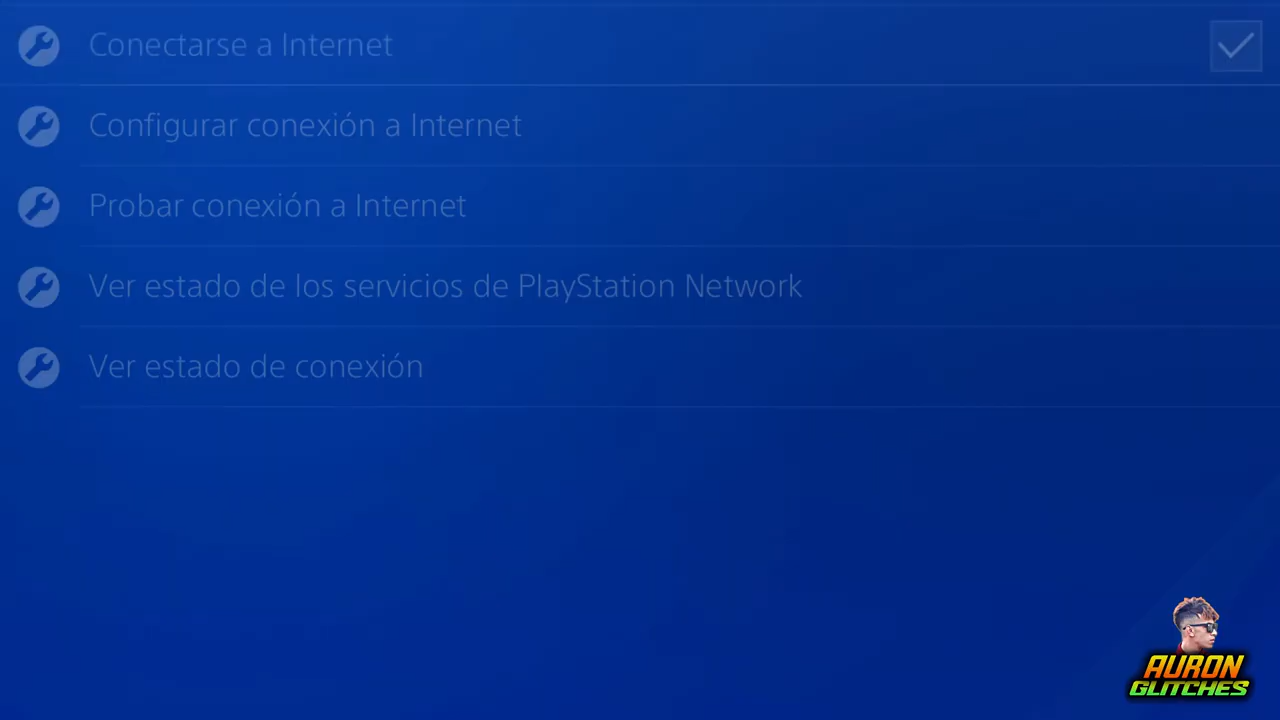 Conectarse a Internet
Configurar conexión a Internet
Probar conexión a Internet
Ver estado de los servicios de PlayStation Network
Ver estado de conexión
AURON
GLITCHES